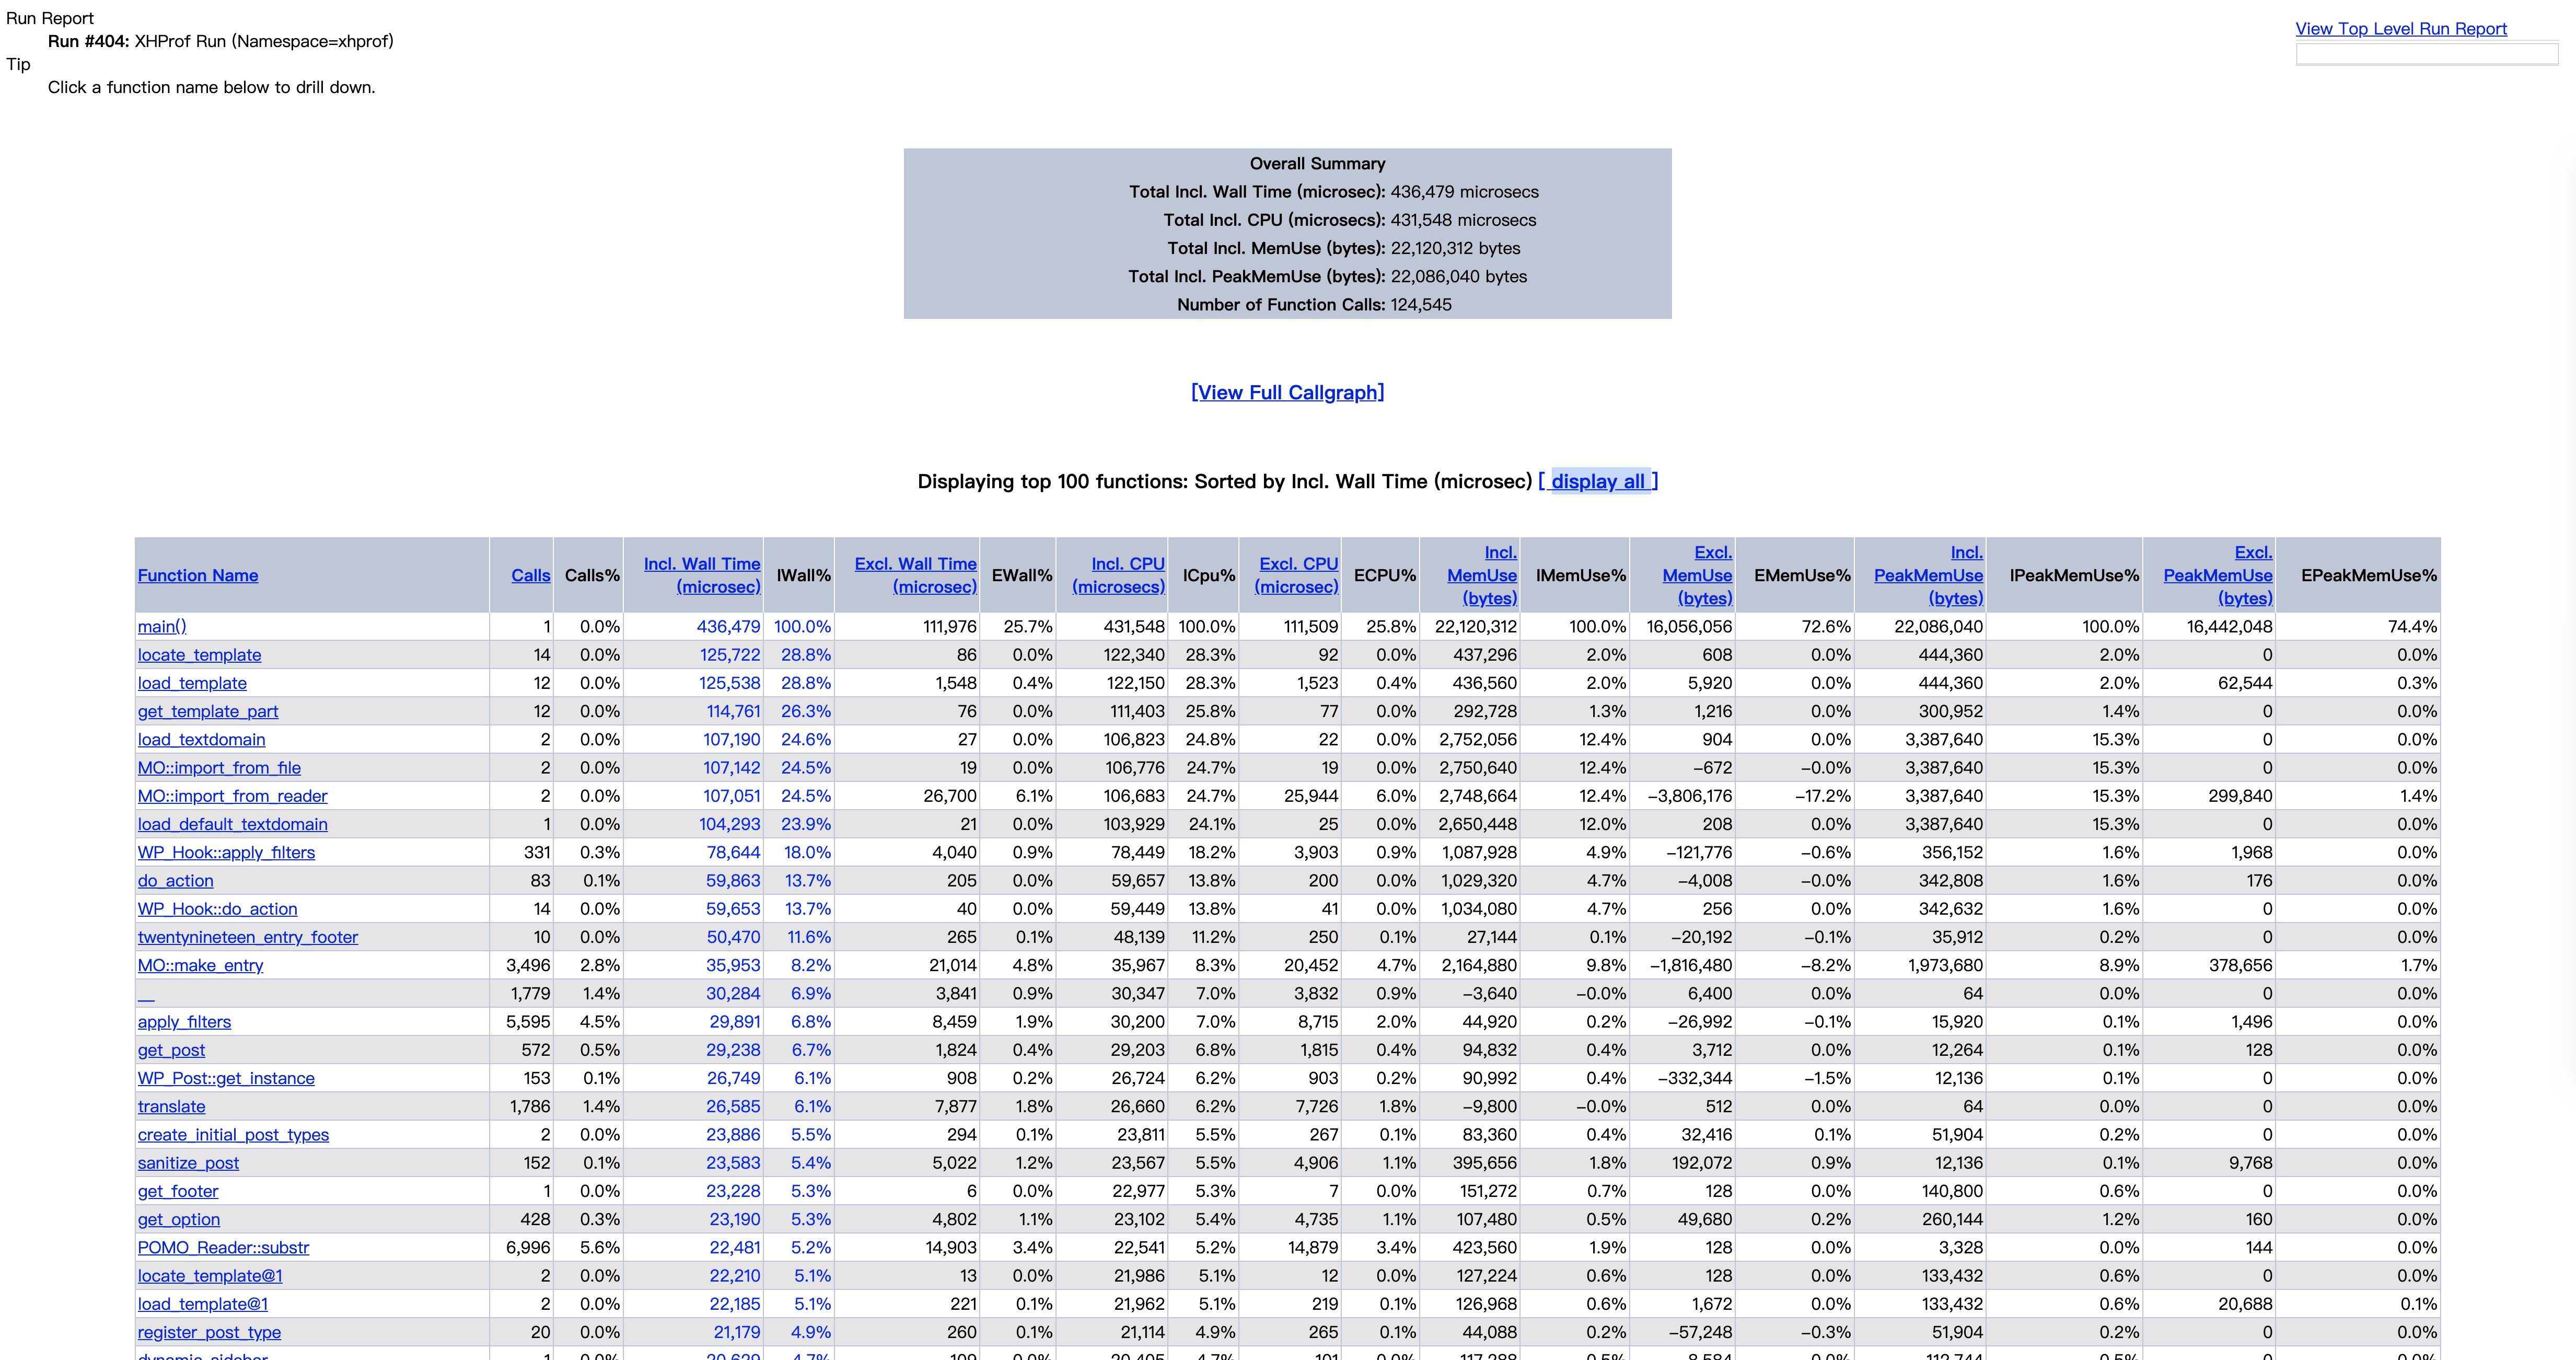 Run Report
Run #404: XHProf Run (Namespace=xhprof)
Tip
Click a function name below to drill down.
View Top Level Run Report
Overall Summary
Total Incl. Wall Time (microsec): 436,479 microsecs
Total Incl. CPU (microsecs): 431,548 microsecs
Total Incl. MemUse (bytes): 22,120,312 bytes
Total Incl. PeakMemUse (bytes): 22,086,040 bytes
Number of Function Calls: 124,545
[View Full Callgraph]
Displaying top 100 functions: Sorted by Incl. Wall Time (microsec) [ display all ]
Function Name Calls Calls% Incl. Wall Time (microsec) IWall% Excl. Wall Time (microsec) EWall% Incl. CPU (microsecs) ICpu% Excl. CPU (microsec) ECPU% Incl. MemUse (bytes) IMemUse% Excl. MemUse (bytes) EMemUse% Incl. PeakMemUse (bytes) IPeakMemUse% Excl. PeakMemUse (bytes) EPeakMemUse%
main() 1 0.0% 436,479 100.0% 111,976 25.7% 431,548 100.0% 111,509 25.8% 22,120,312 100.0% 16,056,056 72.6% 22,086,040 100.0% 16,442,048 74.4%
locate_template 14 0.0% 125,722 28.8% 86 0.0% 122,340 28.3% 92 0.0% 437,296 2.0% 608 0.0% 444,360 2.0% 0 0.0%
load_template 12 0.0% 125,538 28.8% 1,548 0.4% 122,150 28.3% 1,523 0.4% 436,560 2.0% 5,920 0.0% 444,360 2.0% 62,544 0.3%
get_template_part 12 0.0% 114,761 26.3% 76 0.0% 111,403 25.8% 77 0.0% 292,728 1.3% 1,216 0.0% 300,952 1.4% 0 0.0%
load_textdomain 2 0.0% 107,190 24.6% 27 0.0% 106,823 24.8% 22 0.0% 2,752,056 12.4% 904 0.0% 3,387,640 15.3% 0 0.0%
MO::import_from_file 2 0.0% 107,142 24.5% 19 0.0% 106,776 24.7% 19 0.0% 2,750,640 12.4% −672 −0.0% 3,387,640 15.3% 0 0.0%
MO::import_from_reader 2 0.0% 107,051 24.5% 26,700 6.1% 106,683 24.7% 25,944 6.0% 2,748,664 12.4% −3,806,176 −17.2% 3,387,640 15.3% 299,840 1.4%
load_default_textdomain 1 0.0% 104,293 23.9% 21 0.0% 103,929 24.1% 25 0.0% 2,650,448 12.0% 208 0.0% 3,387,640 15.3% 0 0.0%
WP_Hook::apply_filters 331 0.3% 78,644 18.0% 4,040 0.9% 78,449 18.2% 3,903 0.9% 1,087,928 4.9% −121,776 −0.6% 356,152 1.6% 1,968 0.0%
do_action 83 0.1% 59,863 13.7% 205 0.0% 59,657 13.8% 200 0.0% 1,029,320 4.7% −4,008 −0.0% 342,808 1.6% 176 0.0%
WP_Hook::do_action 14 0.0% 59,653 13.7% 40 0.0% 59,449 13.8% 41 0.0% 1,034,080 4.7% 256 0.0% 342,632 1.6% 0 0.0%
twentynineteen_entry_footer 10 0.0% 50,470 11.6% 265 0.1% 48,139 11.2% 250 0.1% 27,144 0.1% −20,192 −0.1% 35,912 0.2% 0 0.0%
MO::make_entry 3,496 2.8% 35,953 8.2% 21,014 4.8% 35,967 8.3% 20,452 4.7% 2,164,880 9.8% −1,816,480 −8.2% 1,973,680 8.9% 378,656 1.7%
__ 1,779 1.4% 30,284 6.9% 3,841 0.9% 30,347 7.0% 3,832 0.9% −3,640 −0.0% 6,400 0.0% 64 0.0% 0 0.0%
apply_filters 5,595 4.5% 29,891 6.8% 8,459 1.9% 30,200 7.0% 8,715 2.0% 44,920 0.2% −26,992 −0.1% 15,920 0.1% 1,496 0.0%
get_post 572 0.5% 29,238 6.7% 1,824 0.4% 29,203 6.8% 1,815 0.4% 94,832 0.4% 3,712 0.0% 12,264 0.1% 128 0.0%
WP_Post::get_instance 153 0.1% 26,749 6.1% 908 0.2% 26,724 6.2% 903 0.2% 90,992 0.4% −332,344 −1.5% 12,136 0.1% 0 0.0%
translate 1,786 1.4% 26,585 6.1% 7,877 1.8% 26,660 6.2% 7,726 1.8% −9,800 −0.0% 512 0.0% 64 0.0% 0 0.0%
create_initial_post_types 2 0.0% 23,886 5.5% 294 0.1% 23,811 5.5% 267 0.1% 83,360 0.4% 32,416 0.1% 51,904 0.2% 0 0.0%
sanitize_post 152 0.1% 23,583 5.4% 5,022 1.2% 23,567 5.5% 4,906 1.1% 395,656 1.8% 192,072 0.9% 12,136 0.1% 9,768 0.0%
get_footer 1 0.0% 23,228 5.3% 6 0.0% 22,977 5.3% 7 0.0% 151,272 0.7% 128 0.0% 140,800 0.6% 0 0.0%
get_option 428 0.3% 23,190 5.3% 4,802 1.1% 23,102 5.4% 4,735 1.1% 107,480 0.5% 49,680 0.2% 260,144 1.2% 160 0.0%
POMO_Reader::substr 6,996 5.6% 22,481 5.2% 14,903 3.4% 22,541 5.2% 14,879 3.4% 423,560 1.9% 128 0.0% 3,328 0.0% 144 0.0%
locate_template@1 2 0.0% 22,210 5.1% 13 0.0% 21,986 5.1% 12 0.0% 127,224 0.6% 128 0.0% 133,432 0.6% 0 0.0%
load_template@1 2 0.0% 22,185 5.1% 221 0.1% 21,962 5.1% 219 0.1% 126,968 0.6% 1,672 0.0% 133,432 0.6% 20,688 0.1%
register_post_type 20 0.0% 21,179 4.9% 260 0.1% 21,114 4.9% 265 0.1% 44,088 0.2% −57,248 −0.3% 51,904 0.2% 0 0.0%